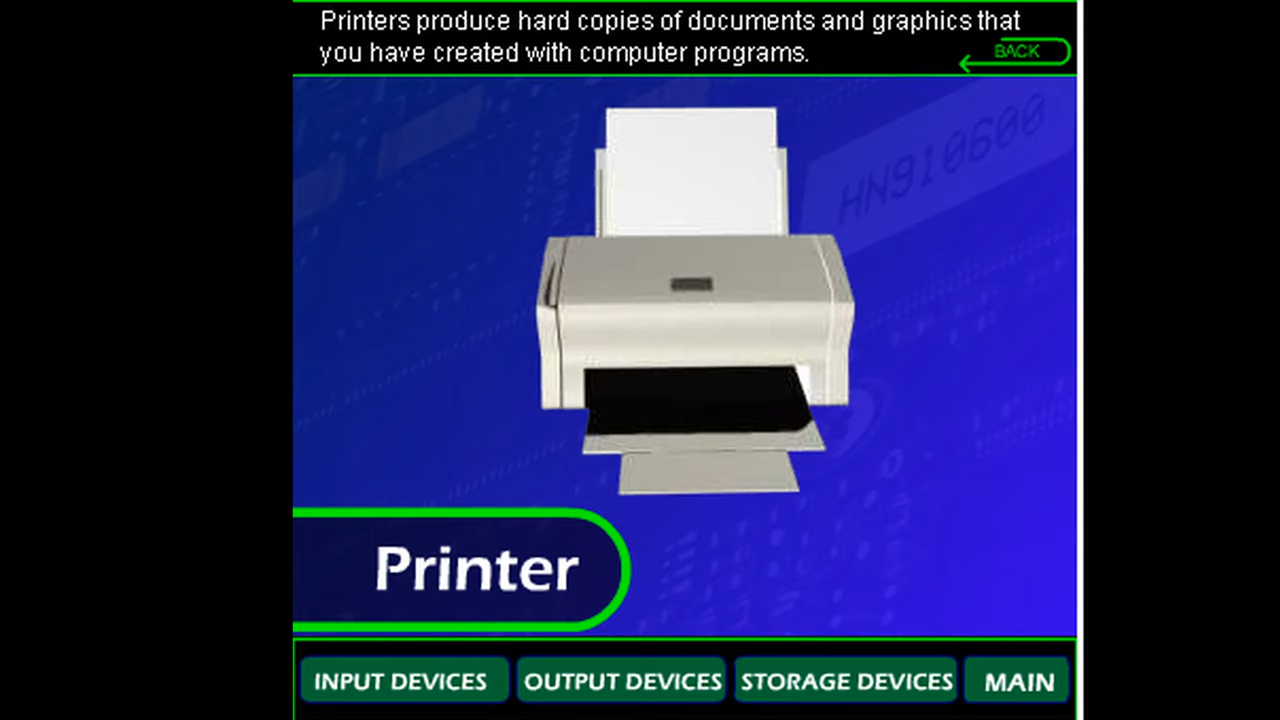 Printers produce hard copies of documents and graphics that
you have created with computer programs.
BACK
HN910600
Printer
INPUT DEVICES
OUTPUT DEVICES
STORAGE DEVICES
MAIN